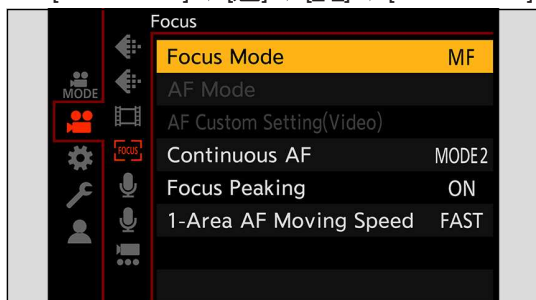 Focus
Focus Mode MF
MODE
AF Mode
AF Custom Setting(Video)
FOCUS
Continuous AF MODE2
Focus Peaking ON
1-Area AF Moving Speed FAST